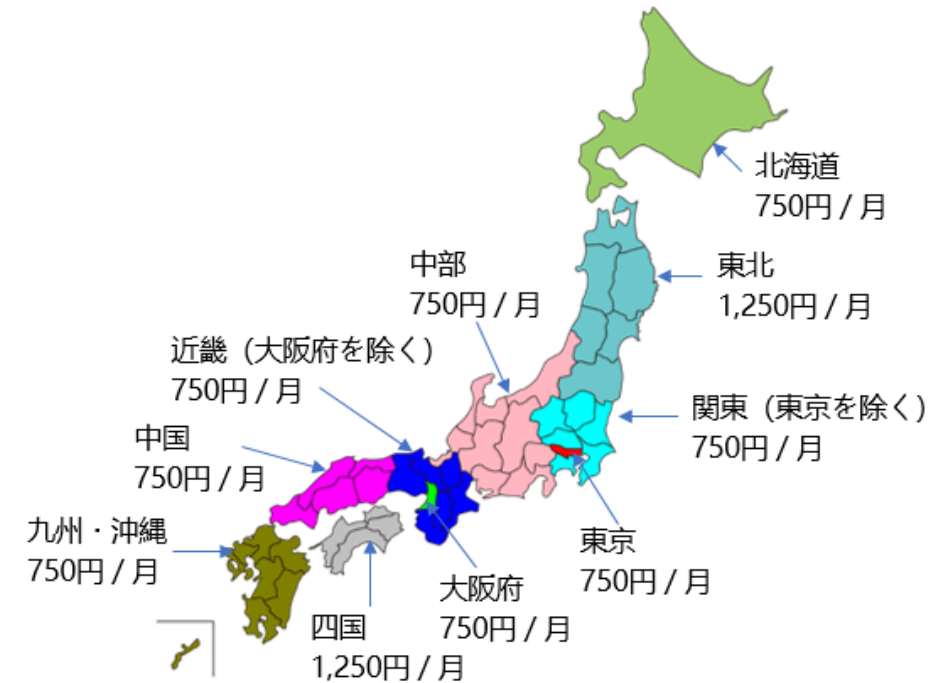 北海道
750円 / 月
中部
750円 / 月
東北
1,250円 / 月
近畿（大阪府を除く）
750円 / 月
関東（東京を除く）
750円 / 月
中国
750円 / 月
九州・沖縄
750円 / 月
東京
750円 / 月
大阪府
750円 / 月
四国
1,250円 / 月